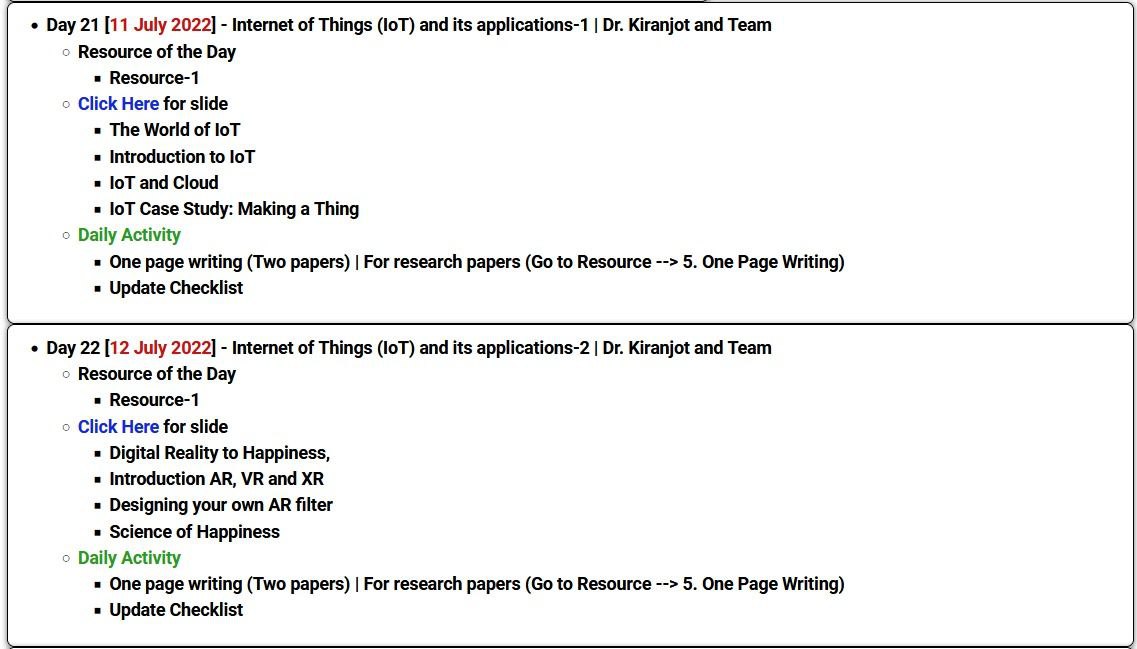 Day 21 [11 July 2022] - Internet of Things (IoT) and its applications-1 | Dr. Kiranjot and Team
Resource of the Day
Resource-1
Click Here for slide
The World of IoT
Introduction to IoT
IoT and Cloud
IoT Case Study: Making a Thing
Daily Activity
One page writing (Two papers) | For research papers (Go to Resource --> 5. One Page Writing)
Update Checklist
Day 22 [12 July 2022] - Internet of Things (IoT) and its applications-2 | Dr. Kiranjot and Team
Resource of the Day
Resource-1
Click Here for slide
Digital Reality to Happiness,
Introduction AR, VR and XR
Designing your own AR filter
Science of Happiness
Daily Activity
One page writing (Two papers) | For research papers (Go to Resource --> 5. One Page Writing)
Update Checklist